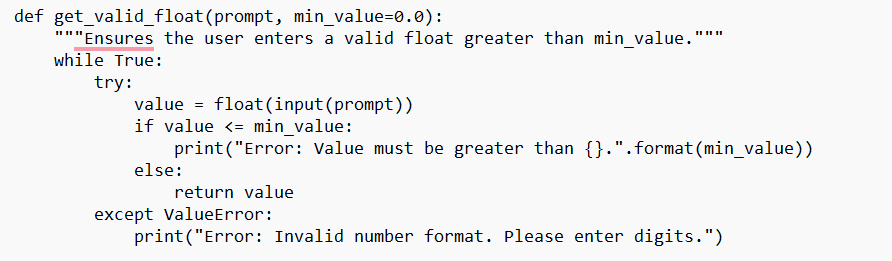 def get_valid_float(prompt, min_value=0.0):
    """Ensures the user enters a valid float greater than min_value."""
    while True:
        try:
            value = float(input(prompt))
            if value <= min_value:
                print("Error: Value must be greater than {}.".format(min_value))
            else:
                return value
        except ValueError:
            print("Error: Invalid number format. Please enter digits.")